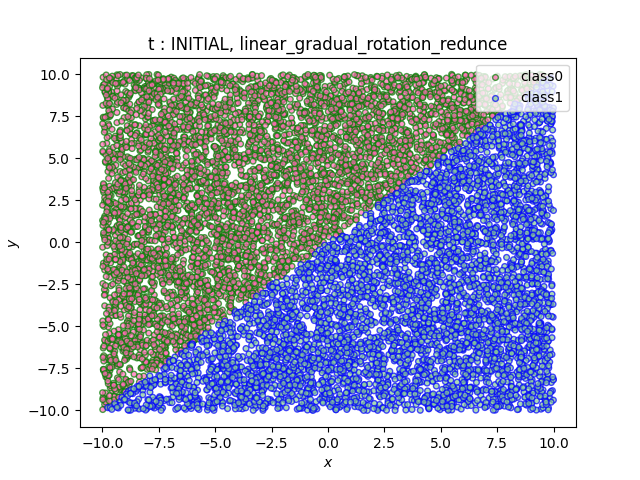 t : INITIAL, linear_gradual_rotation_redunce
class0
class1
10.0
7.5
5.0
2.5
0.0
−2.5
−5.0
−7.5
−10.0
y
−10.0 −7.5 −5.0 −2.5 0.0 2.5 5.0 7.5 10.0
x